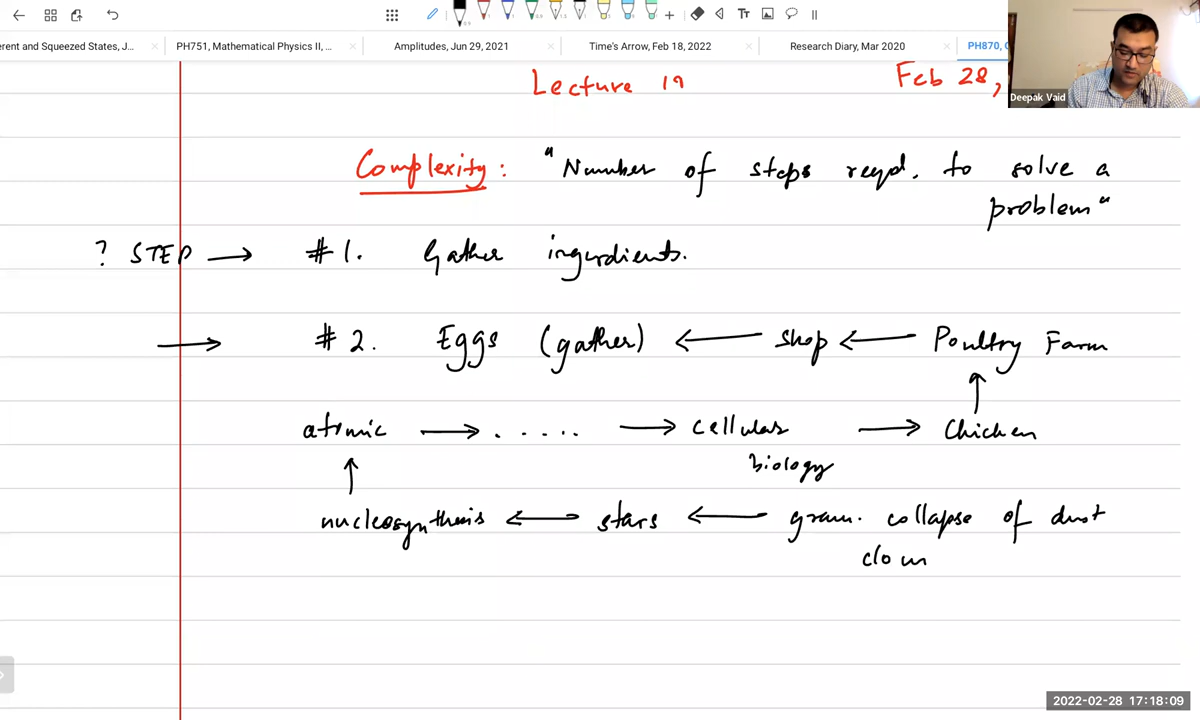 erent and Squeezed States, J...
PH751, Mathematical Physics II, ...
Amplitudes, Jun 29, 2021
Time's Arrow, Feb 18, 2022
Research Diary, Mar 2020
PH870, 
Deepak Vaid
Lecture 19
Feb 28,
Complexity: "Number of steps reqd. to solve a
problem"
? STEP → #1. Gather ingerdients.
→ #2. Eggs (gather) ← shop ← Poultry Farm
↑
atomic → ..... → cellular → Chicken
biology
↑
nucleosynthesis ← stars ← grav. collapse of dust
clou
2022-02-28 17:18:09